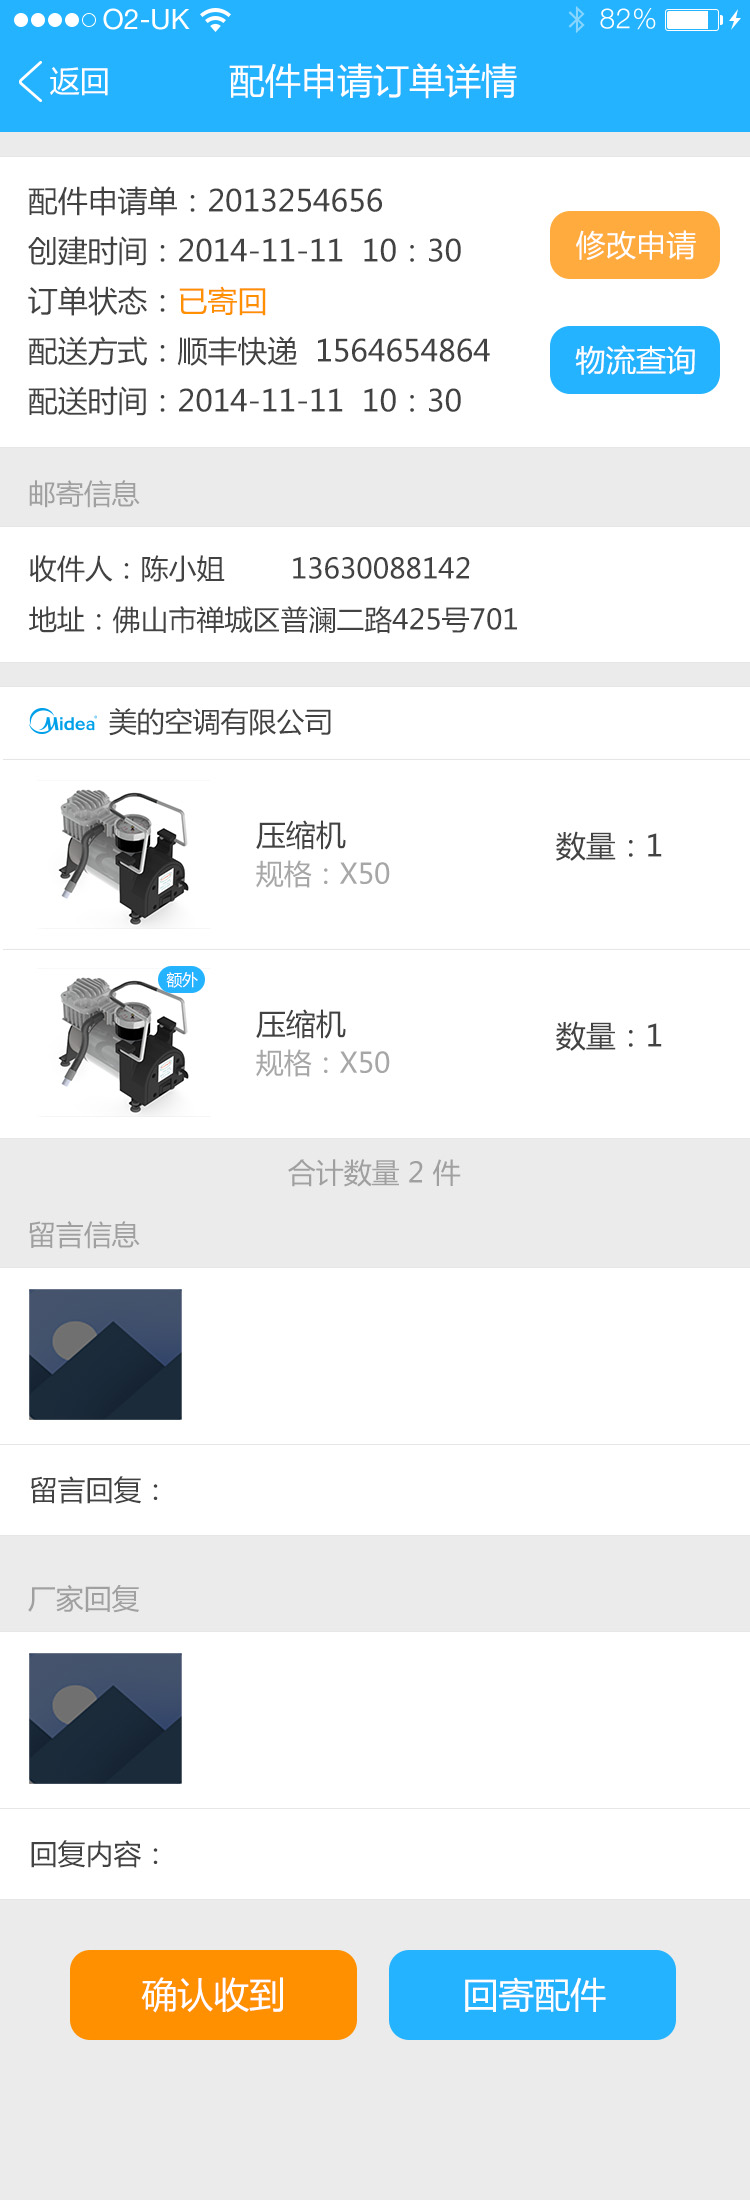 O2-UK 82%
返回 配件申请订单详情
配件申请单：2013254656
创建时间：2014-11-11 10：30
修改申请
订单状态：已寄回
配送方式：顺丰快递 1564654864
物流查询
配送时间：2014-11-11 10：30
邮寄信息
收件人：陈小姐 13630088142
地址：佛山市禅城区普澜二路425号701
Midea 美的空调有限公司
压缩机
规格：X50
数量：1
额外
压缩机
规格：X50
数量：1
合计数量 2 件
留言信息
留言回复：
厂家回复
回复内容：
确认收到 回寄配件